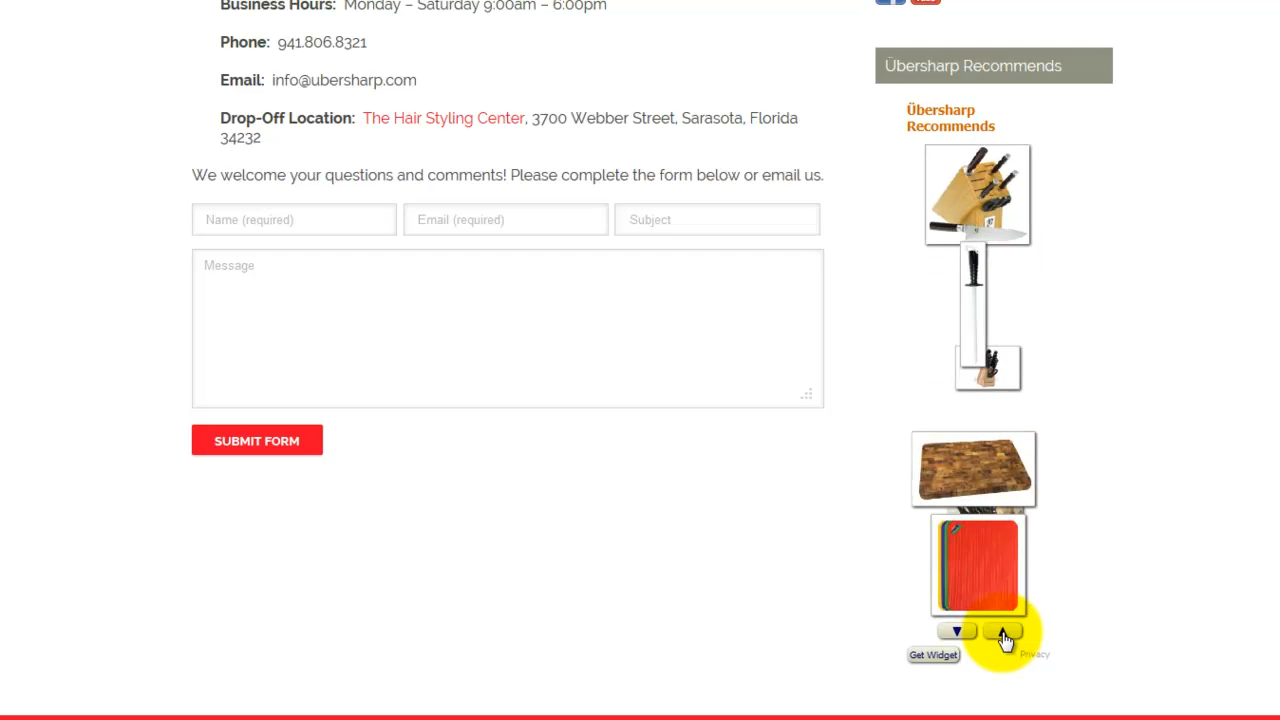 Business Hours: Monday – Saturday 9:00am – 6:00pm
Phone: 941.806.8321
Email: info@ubersharp.com
Drop-Off Location: The Hair Styling Center, 3700 Webber Street, Sarasota, Florida
34232
We welcome your questions and comments! Please complete the form below or email us.
Name (required)
Email (required)
Subject
Message
SUBMIT FORM
Übersharp Recommends
Übersharp
Recommends
Get Widget
Privacy